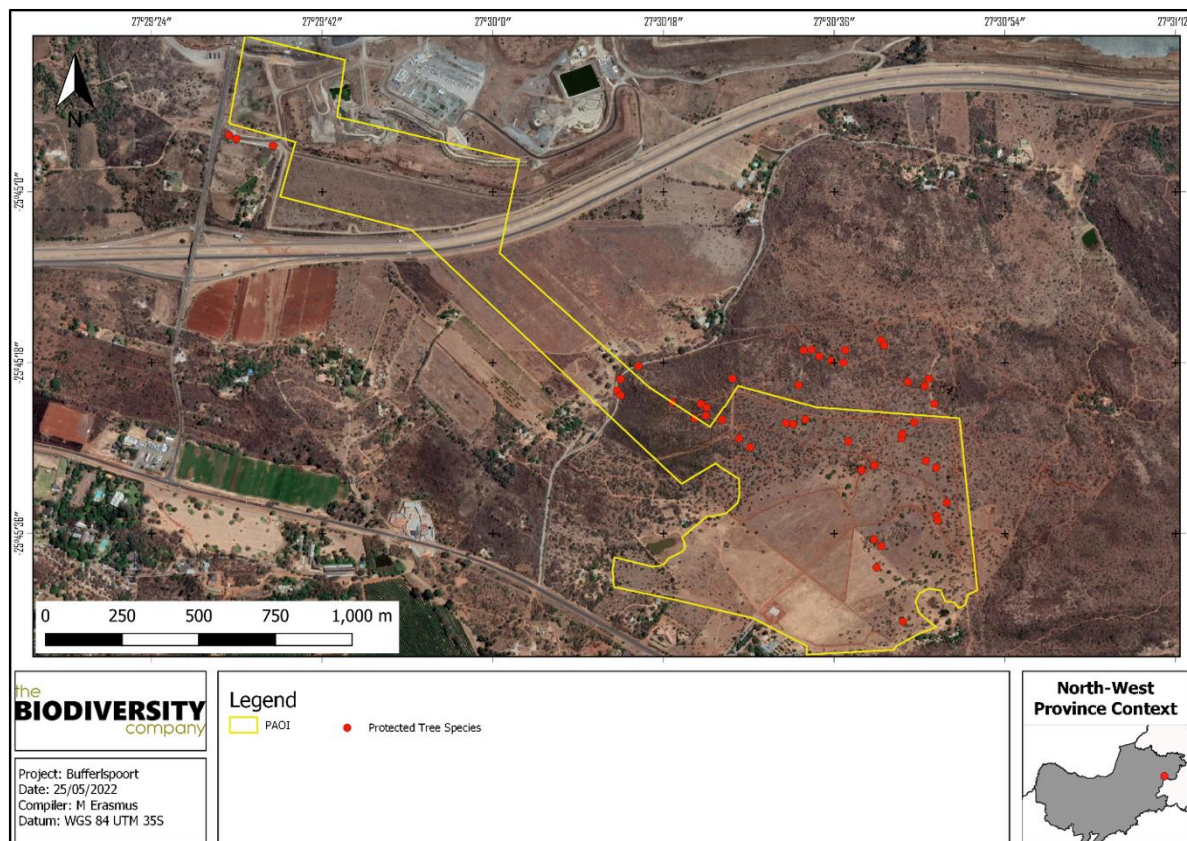 27°29'24" 27°29'42" 27°30'0" 27°30'18" 27°30'36" 27°30'54" 27°31'12
N
-25°45'0"
-25°45'18"
-25°45'36"
0 250 500 750 1,000 m
the
BIODIVERSITY
company
Project: Bufferlspoort
Date: 25/05/2022
Compiler: M Erasmus
Datum: WGS 84 UTM 35S
Legend
PAOI
Protected Tree Species
North-West
Province Context